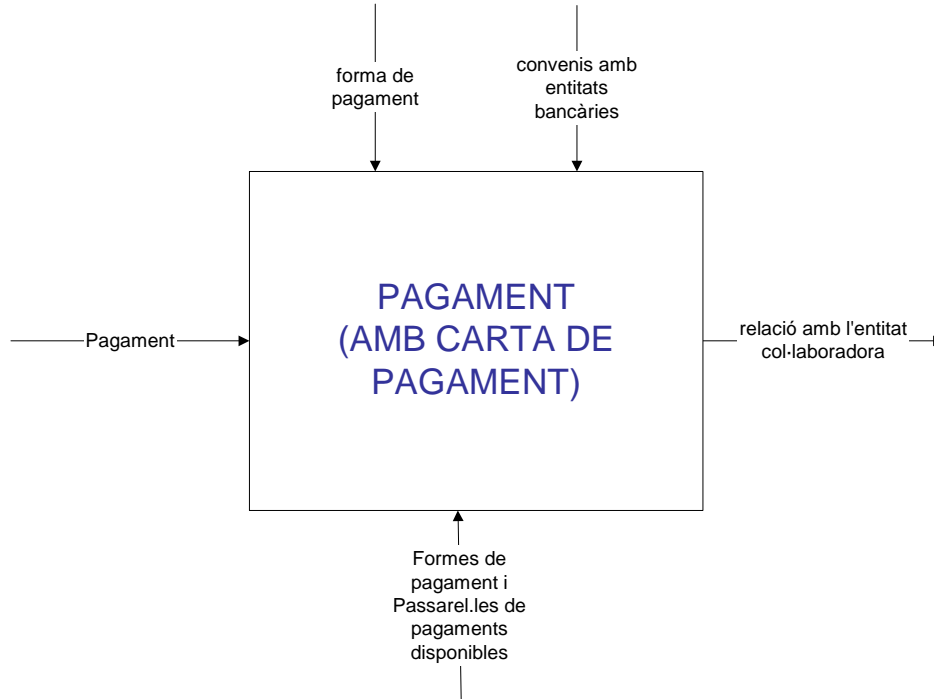 forma de
pagament
convenis amb
entitats
bancàries
PAGAMENT
(AMB CARTA DE
PAGAMENT)
Pagament
relació amb l'entitat
col·laboradora
Formes de
pagament i
Passarel.les de
pagaments
disponibles